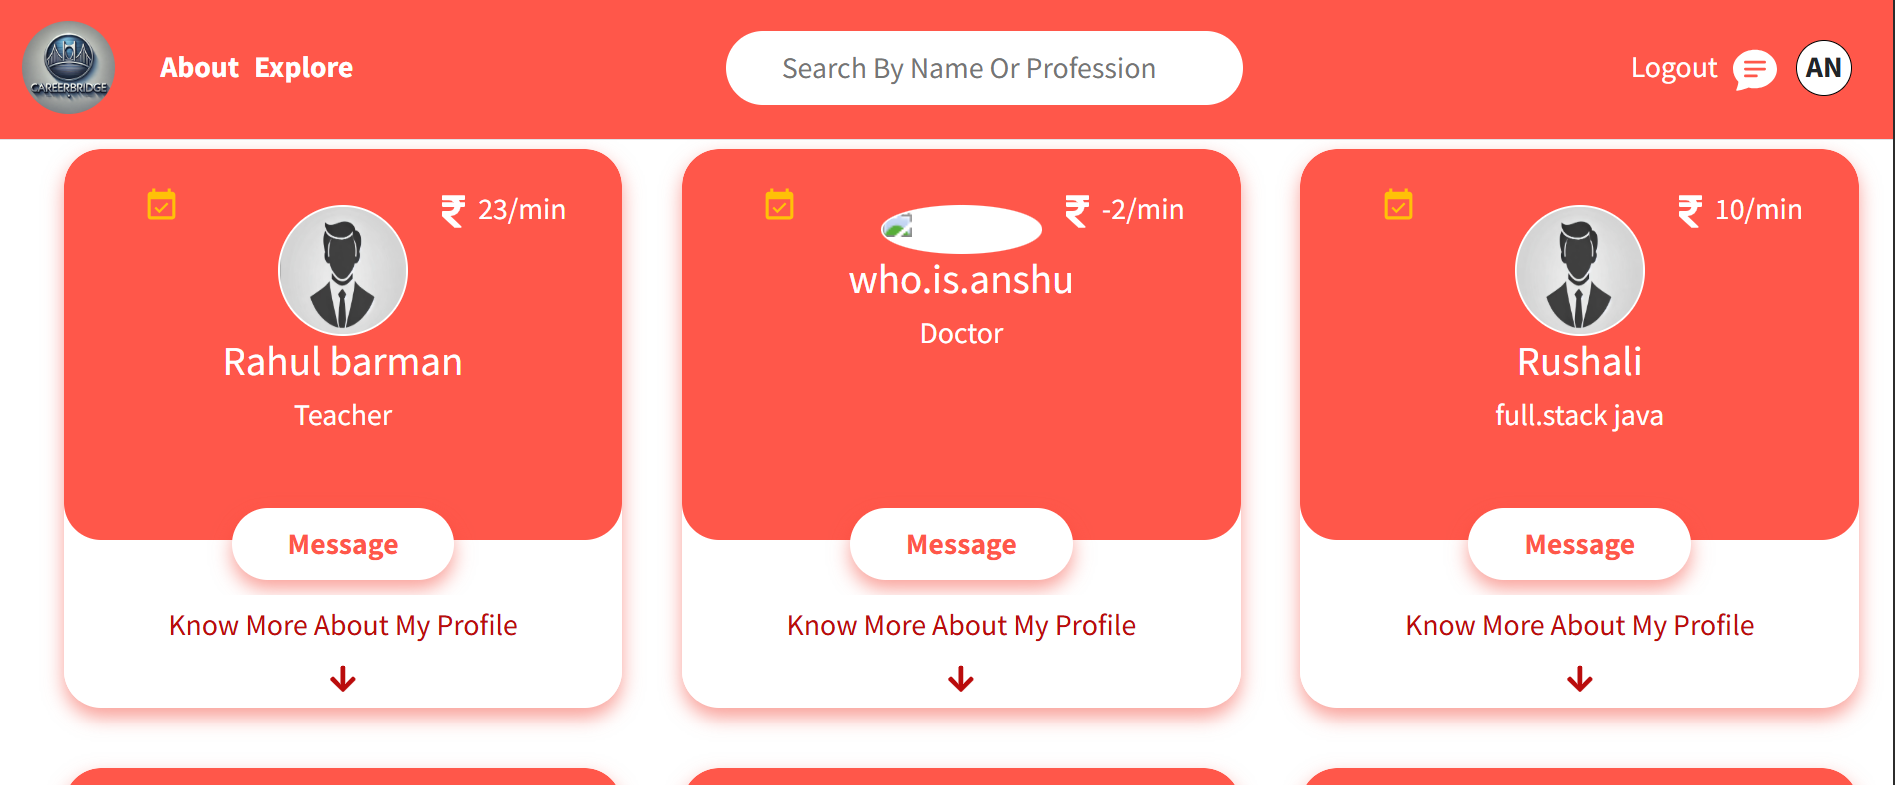 CAREERBRIDGE
About Explore
Search By Name Or Profession
Logout
AN
₹ 23/min
Rahul barman
Teacher
Message
Know More About My Profile
₹ -2/min
who.is.anshu
Doctor
Message
Know More About My Profile
₹ 10/min
Rushali
full.stack java
Message
Know More About My Profile